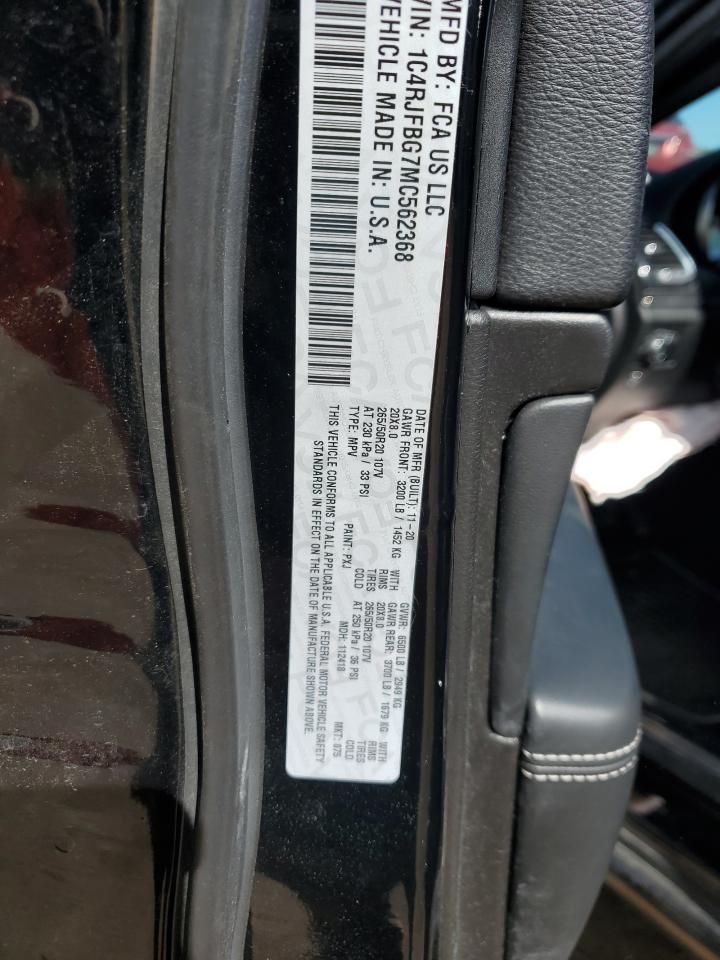 MFD BY: FCA US LLC
VIN: 1C4RJFBG7MC562368
VEHICLE MADE IN: U.S.A.
DATE OF MFR (BUILT): 11-20 GVWR: 6500 LB / 2949 KG
GAWR FRONT: 3200 LB / 1452 KG WITH GAWR REAR: 3700 LB / 1679 KG WITH
20X8.0 RIMS 20X8.0 RIMS
265/50R20 107V TIRES 265/50R20 107V TIRES
AT 230 kPa / 33 PSI COLD AT 250 kPa / 36 PSI COLD
TYPE: MPV PAINT: PXJ MDH: 112418 MKT: 875
THIS VEHICLE CONFORMS TO ALL APPLICABLE U.S.A. FEDERAL MOTOR VEHICLE SAFETY
STANDARDS IN EFFECT ON THE DATE OF MANUFACTURE SHOWN ABOVE.